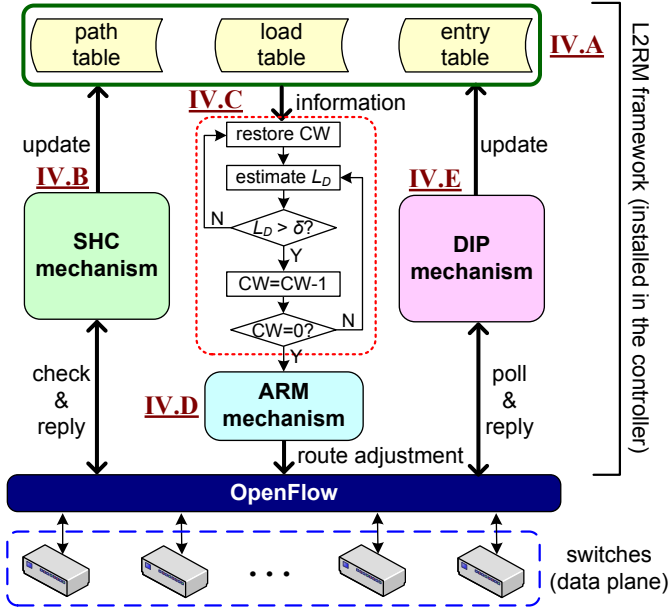 path
table
load
table
entry
table
IV.A
IV.C
information
update
restore CW
update
IV.B
estimate L_D
IV.E
SHC
mechanism
N
L_D > δ?
Y
DIP
mechanism
CW=CW-1
CW=0?
N
Y
check
&
reply
IV.D
ARM
mechanism
poll
&
reply
route adjustment
OpenFlow
L2RM framework (installed in the controller)
switches
(data plane)